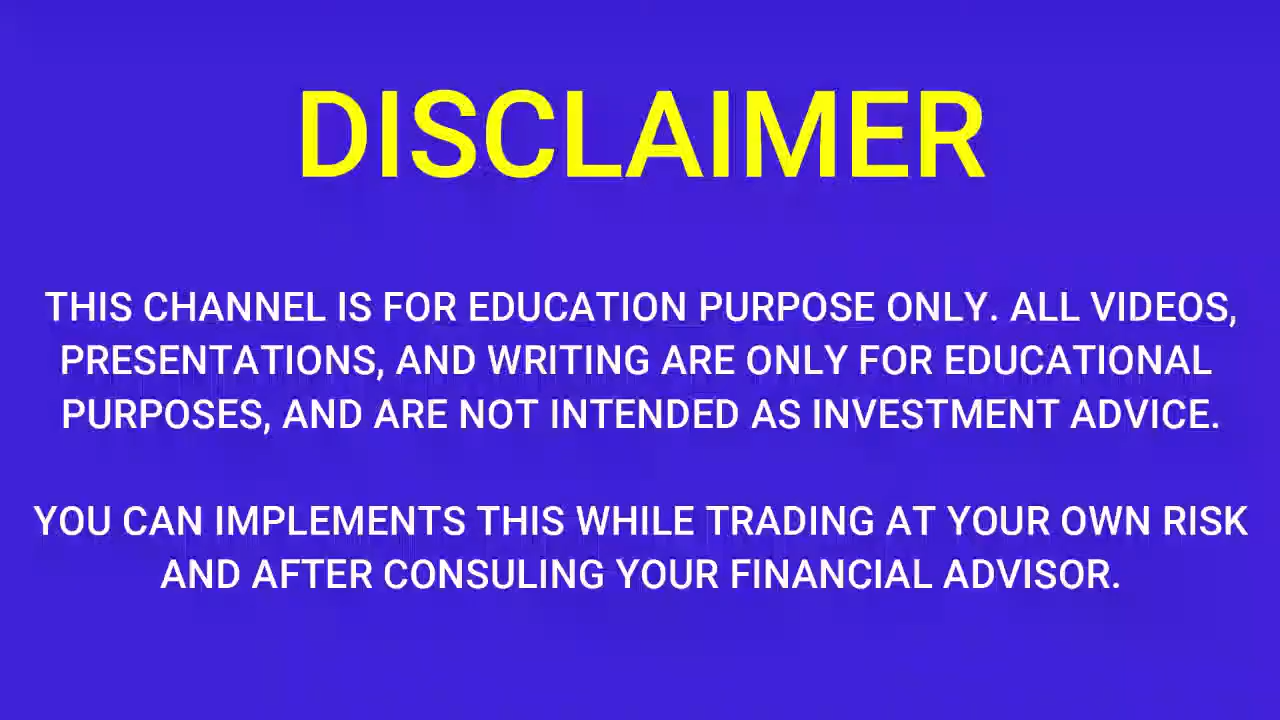 DISCLAIMER
THIS CHANNEL IS FOR EDUCATION PURPOSE ONLY. ALL VIDEOS,
PRESENTATIONS, AND WRITING ARE ONLY FOR EDUCATIONAL
PURPOSES, AND ARE NOT INTENDED AS INVESTMENT ADVICE.
YOU CAN IMPLEMENTS THIS WHILE TRADING AT YOUR OWN RISK
AND AFTER CONSULING YOUR FINANCIAL ADVISOR.